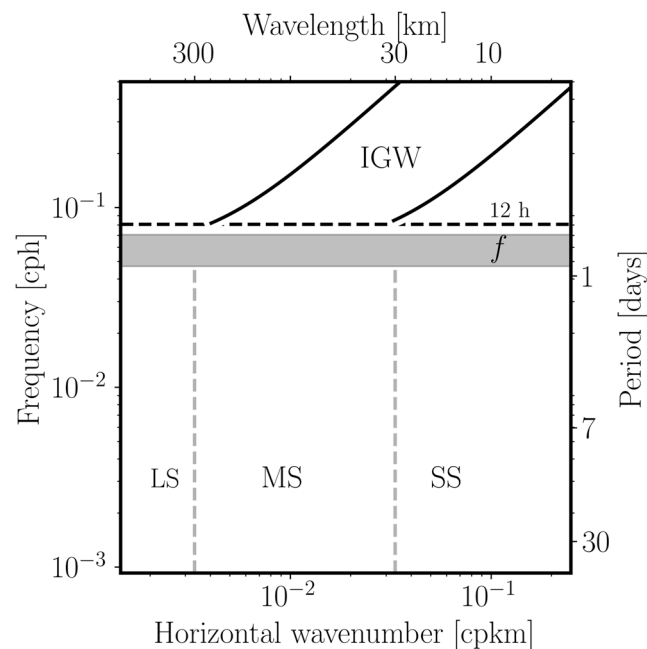 Wavelength [km]
300 30 10
IGW
10⁻¹
12 h
f
Frequency [cph]
1
Period [days]
10⁻²
7
LS MS SS
30
10⁻³
10⁻² 10⁻¹
Horizontal wavenumber [cpkm]